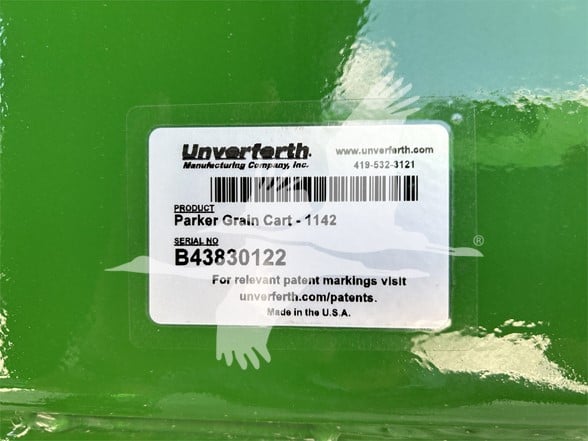 Unverferth.
Manufacturing Company, Inc.
www.unverferth.com
419-532-3121
PRODUCT
Parker Grain Cart - 1142
SERIAL NO
B43830122
For relevant patent markings visit
unverferth.com/patents.
Made in the U.S.A.
®